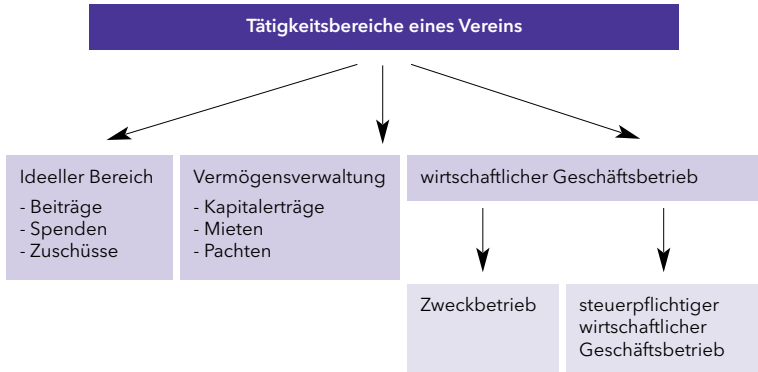 Tätigkeitsbereiche eines Vereins
Ideeller Bereich
- Beiträge
- Spenden
- Zuschüsse
Vermögensverwaltung
- Kapitalerträge
- Mieten
- Pachten
wirtschaftlicher Geschäftsbetrieb
Zweckbetrieb
steuerpflichtiger
wirtschaftlicher
Geschäftsbetrieb